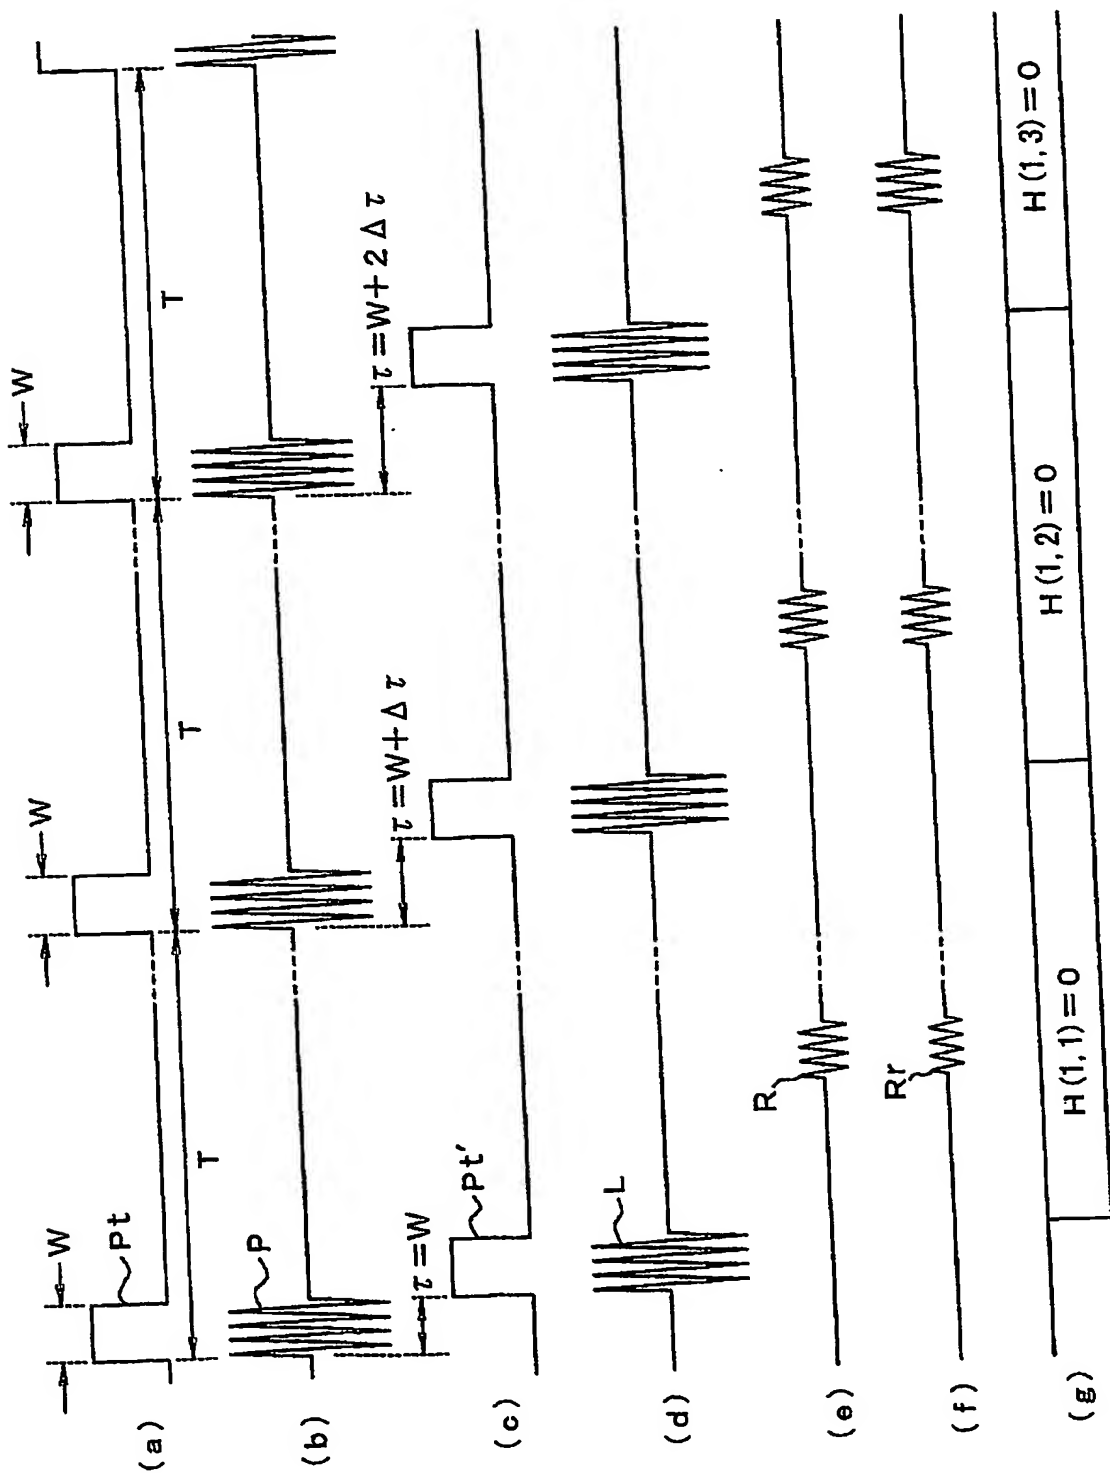 (a)
W
Pt
T
W
T
W
T
(b)
P
(c)
τ=W
Pt'
τ=W+Δτ
τ=W+2Δτ
(d)
L
(e)
R
(f)
Rr
(g)
H(1,1)=0
H(1,2)=0
H(1,3)=0